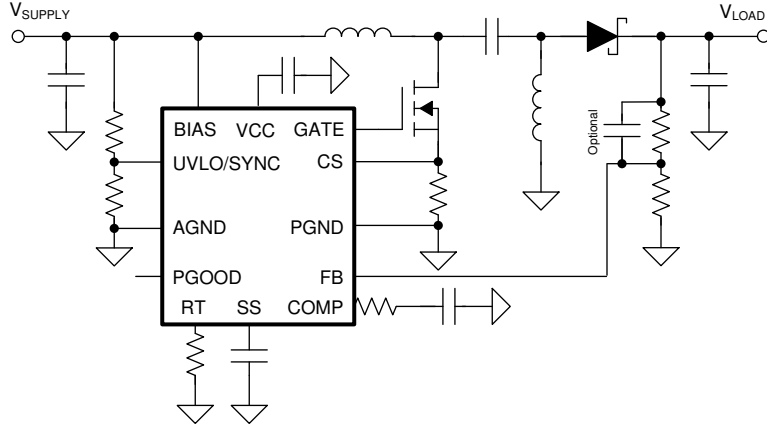 VSUPPLY
VLOAD
BIAS
VCC
GATE
UVLO/SYNC
CS
Optional
AGND
PGND
PGOOD
FB
RT
SS
COMP